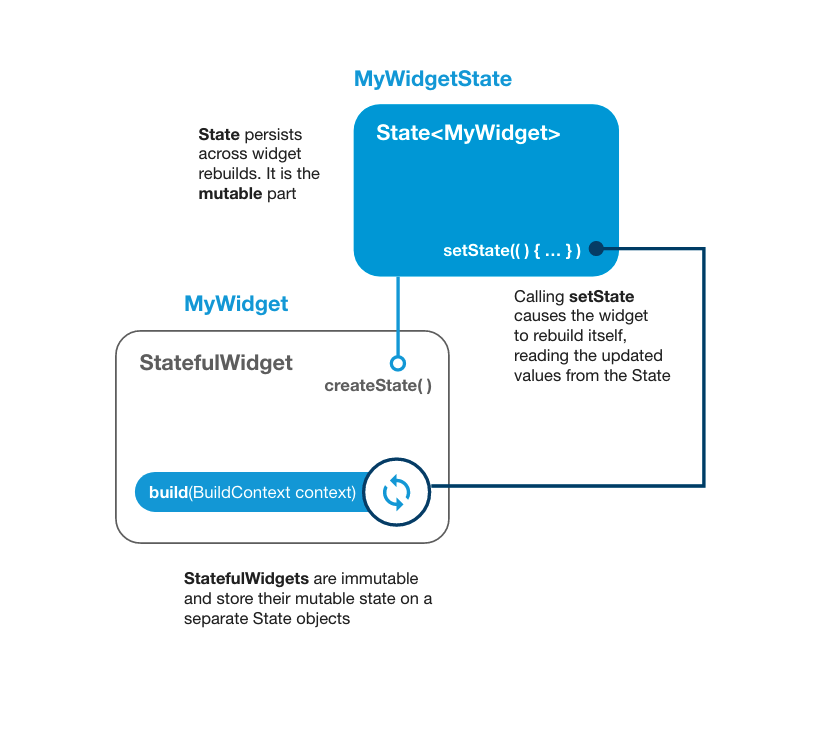 MyWidgetState
State<MyWidget>
State persists
across widget
rebuilds. It is the
mutable part
setState(( ) { ... } )
MyWidget
Calling setState
causes the widget
to rebuild itself,
reading the updated
values from the State
StatefulWidget
createState( )
build(BuildContext context)
StatefulWidgets are immutable
and store their mutable state on a
separate State objects